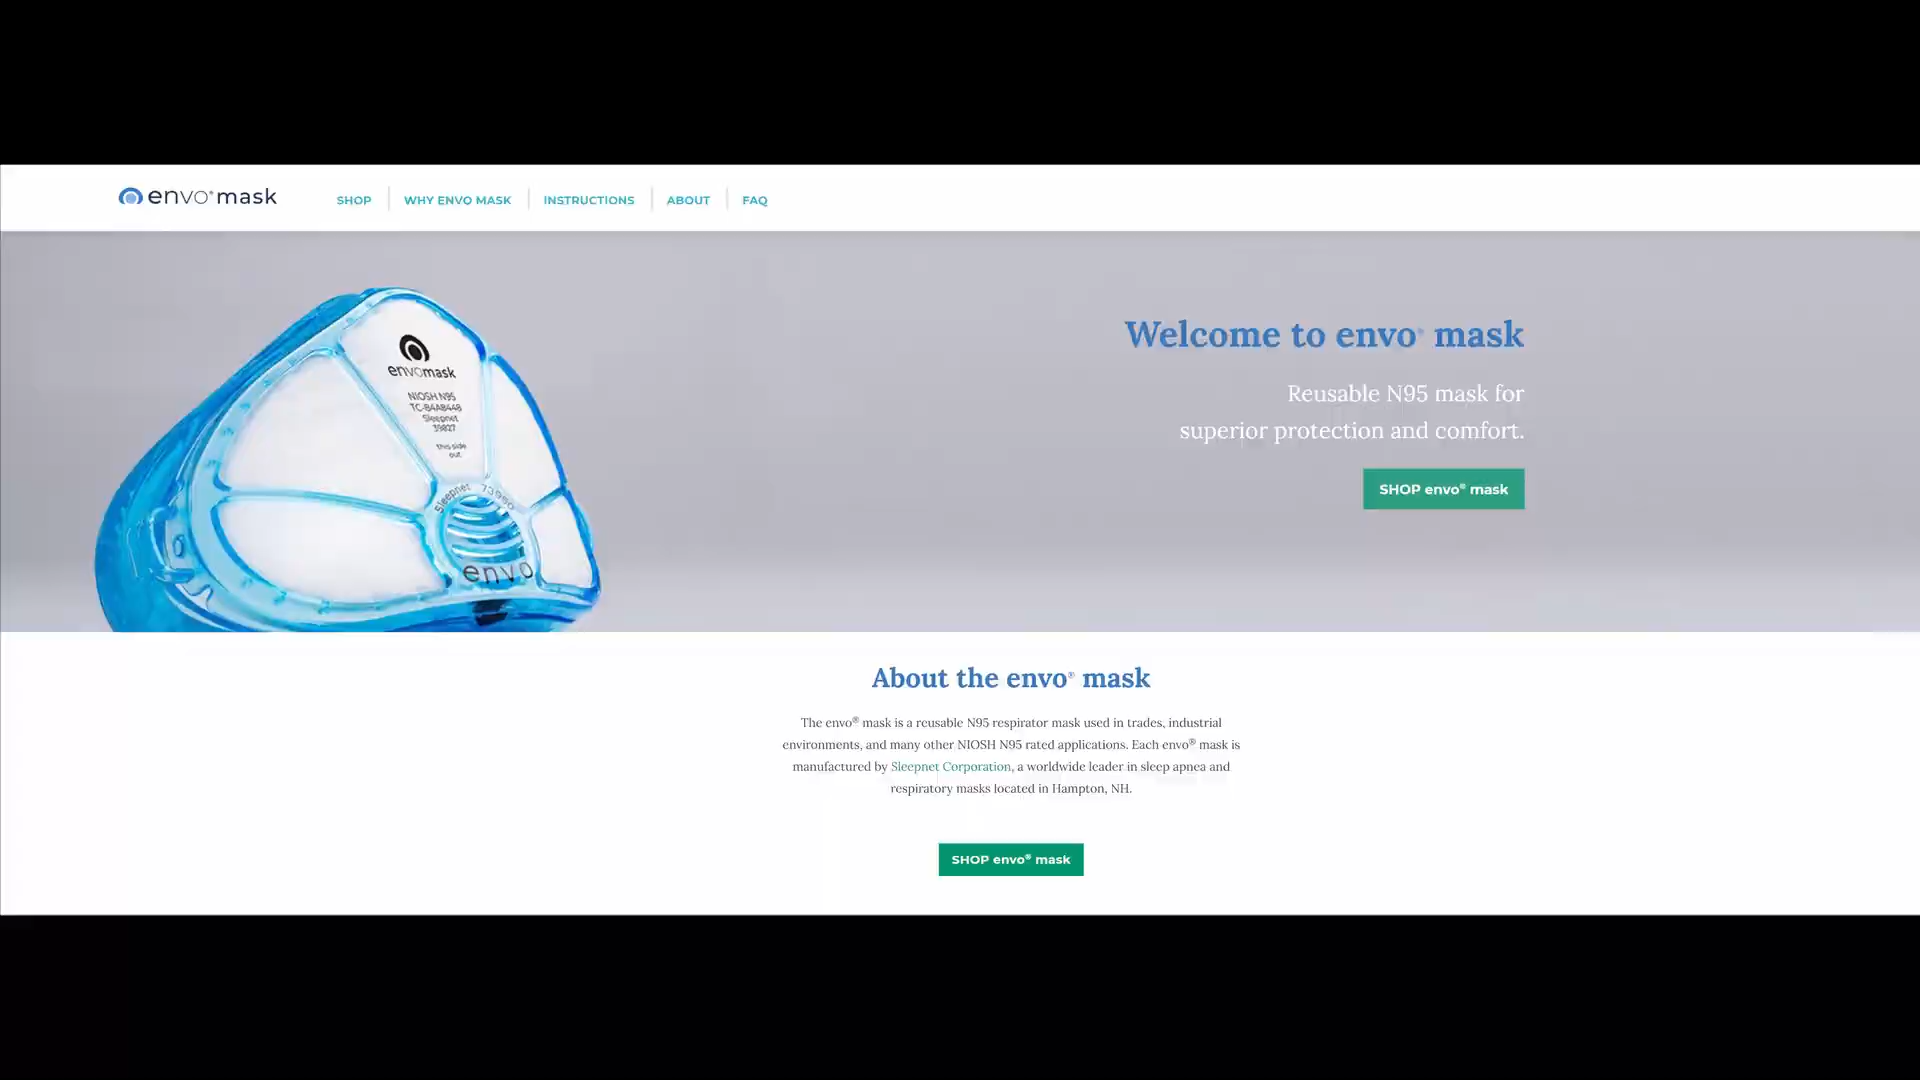 envo® mask
SHOP
WHY ENVO MASK
INSTRUCTIONS
ABOUT
FAQ
envomask
NIOSH N95
TC-84A8448
Sleepnet
39827
this side
out
Sleepnet 73950
envo
Welcome to envo® mask
Reusable N95 mask for
superior protection and comfort.
SHOP envo® mask
About the envo® mask
The envo® mask is a reusable N95 respirator mask used in trades, industrial
environments, and many other NIOSH N95 rated applications. Each envo® mask is
manufactured by Sleepnet Corporation, a worldwide leader in sleep apnea and
respiratory masks located in Hampton, NH.
SHOP envo® mask